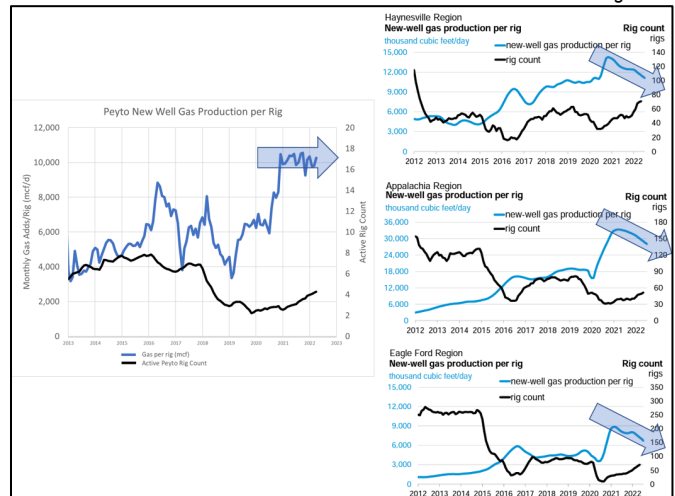 Peyto New Well Gas Production per Rig
12,000
10,000
8,000
6,000
4,000
2,000
0
Monthly Gas Adds/Rig (mcf/d)
20
18
16
14
12
10
8
6
4
2
0
Active Rig Count
2013 2014 2015 2016 2017 2018 2019 2020 2021 2022 2023
Gas per rig (mcf)
Active Peyto Rig Count
Haynesville Region
New-well gas production per rig Rig count
thousand cubic feet/day rigs
new-well gas production per rig
rig count
15,000
12,000
9,000
6,000
3,000
0
140
120
100
80
60
40
20
0
2012 2013 2014 2015 2016 2017 2018 2019 2020 2021 2022
Appalachia Region
New-well gas production per rig Rig count
thousand cubic feet/day rigs
new-well gas production per rig
rig count
36,000
30,000
24,000
18,000
12,000
6,000
0
180
150
120
90
60
30
0
2012 2013 2014 2015 2016 2017 2018 2019 2020 2021 2022
Eagle Ford Region
New-well gas production per rig Rig count
thousand cubic feet/day rigs
new-well gas production per rig
rig count
15,000
12,000
9,000
6,000
3,000
0
350
300
250
200
150
100
50
0
2012 2013 2014 2015 2016 2017 2018 2019 2020 2021 2022